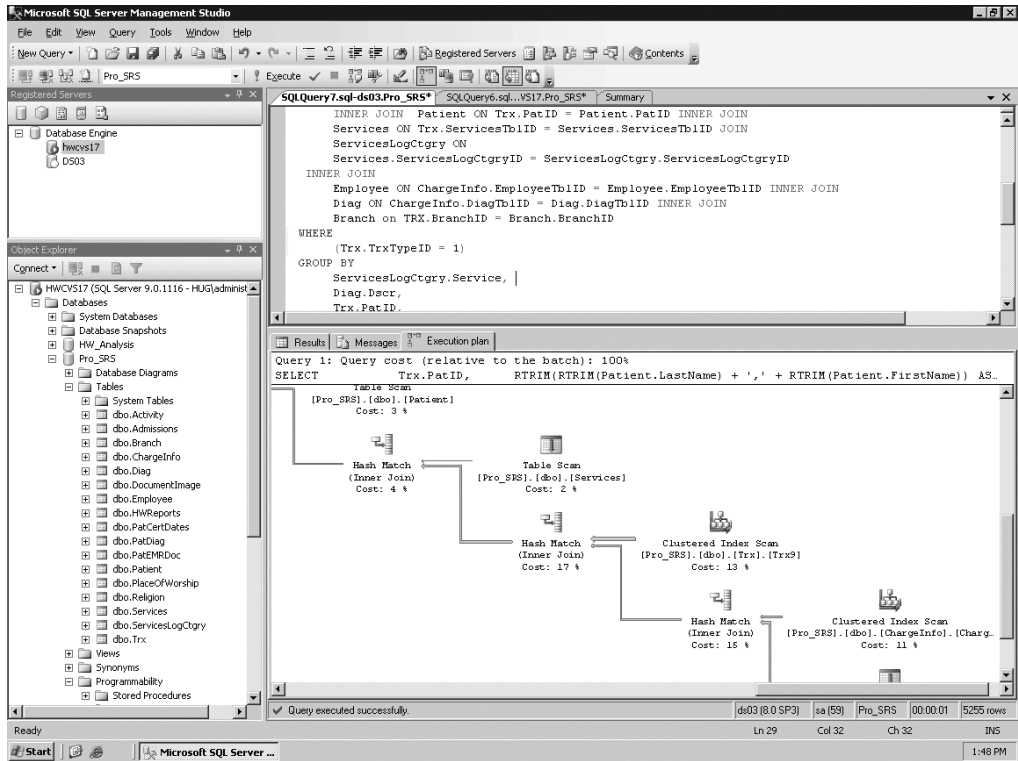 Microsoft SQL Server Management Studio
File Edit View Query Tools Window Help
New Query Registered Servers Contents
Pro_SRS Execute
Registered Servers
Database Engine
hwcvs17
DS03
Object Explorer
Connect
HWCVS17 (SQL Server 9.0.1116 - HUG\administ
Databases
System Databases
Database Snapshots
HW_Analysis
Pro_SRS
Database Diagrams
Tables
System Tables
dbo.Activity
dbo.Admissions
dbo.Branch
dbo.ChargeInfo
dbo.Diag
dbo.DocumentImage
dbo.Employee
dbo.HWReports
dbo.PatCertDates
dbo.PatDiag
dbo.PatEMRDoc
dbo.Patient
dbo.PlaceOfWorship
dbo.Religion
dbo.Services
dbo.ServicesLogCtgry
dbo.Trx
Views
Synonyms
Programmability
Stored Procedures
SQLQuery7.sql-ds03.Pro_SRS* SQLQuery6.sql...VS17.Pro_SRS* Summary
INNER JOIN Patient ON Trx.PatID = Patient.PatID INNER JOIN
Services ON Trx.ServicesTblID = Services.ServicesTblID JOIN
ServicesLogCtgry ON
Services.ServicesLogCtgryID = ServicesLogCtgry.ServicesLogCtgryID
INNER JOIN
Employee ON ChargeInfo.EmployeeTblID = Employee.EmployeeTblID INNER JOIN
Diag ON ChargeInfo.DiagTblID = Diag.DiagTblID INNER JOIN
Branch on TRX.BranchID = Branch.BranchID
WHERE
(Trx.TrxTypeID = 1)
GROUP BY
ServicesLogCtgry.Service,
Diag.Dscr,
Trx.PatID,
Results Messages Execution plan
Query 1: Query cost (relative to the batch): 100%
SELECT Trx.PatID, RTRIM(RTRIM(Patient.LastName) + ',' + RTRIM(Patient.FirstName)) AS…
Table Scan
[Pro_SRS].[dbo].[Patient]
Cost: 3 %
Hash Match
(Inner Join)
Cost: 4 %
Table Scan
[Pro_SRS].[dbo].[Services]
Cost: 2 %
Hash Match
(Inner Join)
Cost: 17 %
Clustered Index Scan
[Pro_SRS].[dbo].[Trx].[Trx9]
Cost: 13 %
Hash Match
(Inner Join)
Cost: 15 %
Clustered Index Scan
[Pro_SRS].[dbo].[ChargeInfo].[Charg…
Cost: 11 %
Query executed successfully. ds03 (8.0 SP3) sa (59) Pro_SRS 00:00:01 5255 rows
Ready Ln 29 Col 32 Ch 32 INS
Start Microsoft SQL Server ... 1:48 PM